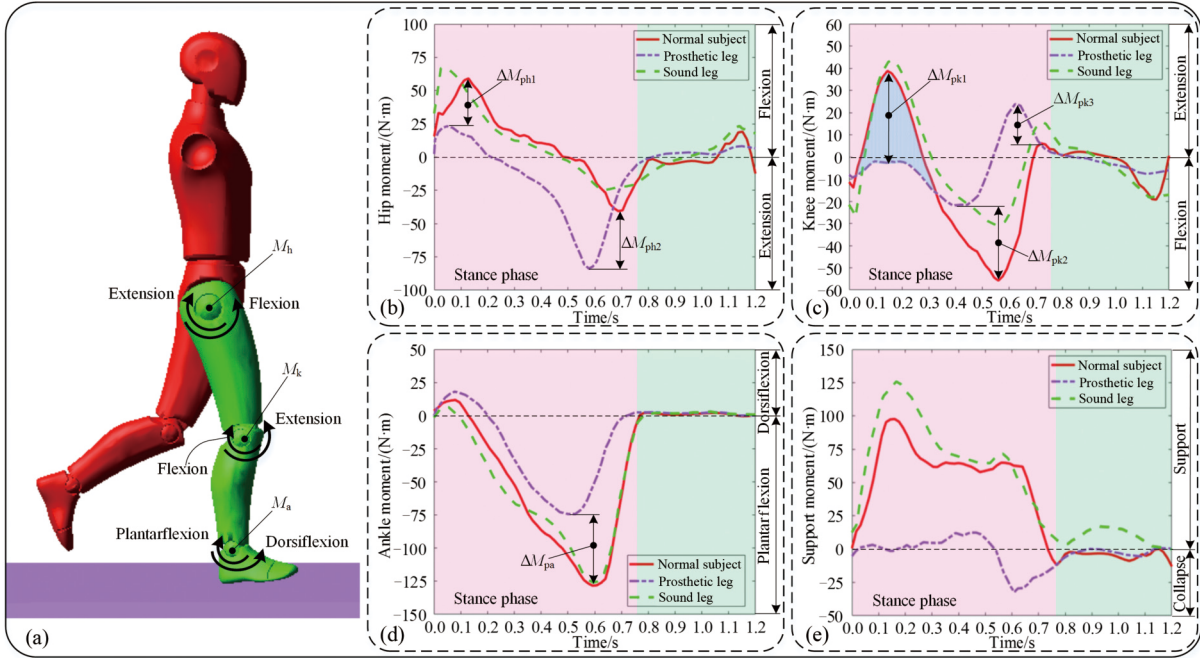 M_h
Extension
Flexion
M_k
Extension
Flexion
M_a
Plantarflexion
Dorsiflexion
(a)
Hip moment/(N·m)
100
75
50
25
0
-25
-50
-75
-100
Normal subject
Prosthetic leg
Sound leg
ΔM_ph1
ΔM_ph2
Stance phase
Flexion
Extension
0.0 0.1 0.2 0.3 0.4 0.5 0.6 0.7 0.8 0.9 1.0 1.1 1.2
Time/s
(b)
Knee moment/(N·m)
60
50
40
30
20
10
0
-10
-20
-30
-40
-50
-60
Normal subject
Prosthetic leg
Sound leg
ΔM_pk1
ΔM_pk3
ΔM_pk2
Stance phase
Extension
Flexion
0.0 0.1 0.2 0.3 0.4 0.5 0.6 0.7 0.8 0.9 1.0 1.1 1.2
Time/s
(c)
Ankle moment/(N·m)
50
25
0
-25
-50
-75
-100
-125
-150
ΔM_pa
Normal subject
Prosthetic leg
Sound leg
Stance phase
Dorsiflexion
Plantarflexion
0.0 0.1 0.2 0.3 0.4 0.5 0.6 0.7 0.8 0.9 1.0 1.1 1.2
Time/s
(d)
Support moment/(N·m)
150
125
100
75
50
25
0
-25
50
Normal subject
Prosthetic leg
Sound leg
Stance phase
Support
Collapse
0.0 0.1 0.2 0.3 0.4 0.5 0.6 0.7 0.8 0.9 1.0 1.1 1.2
Time/s
(e)